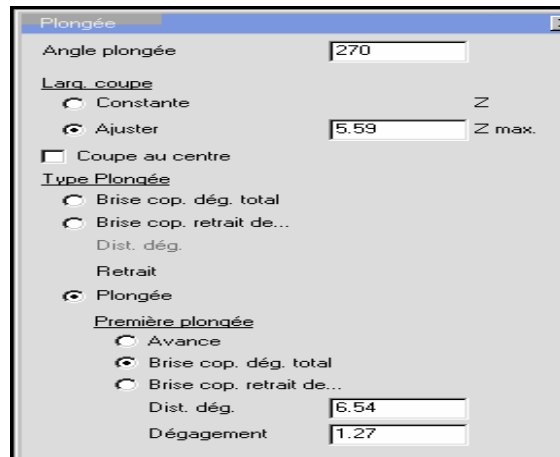 Plongée
Angle plongée 270
Larg. coupe
Constante Z
Ajuster 5.59 Z max.
Coupe au centre
Type Plongée
Brise cop. dég. total
Brise cop. retrait de...
Dist. dég.
Retrait
Plongée
Première plongée
Avance
Brise cop. dég. total
Brise cop. retrait de...
Dist. dég. 6.54
Dégagement 1.27